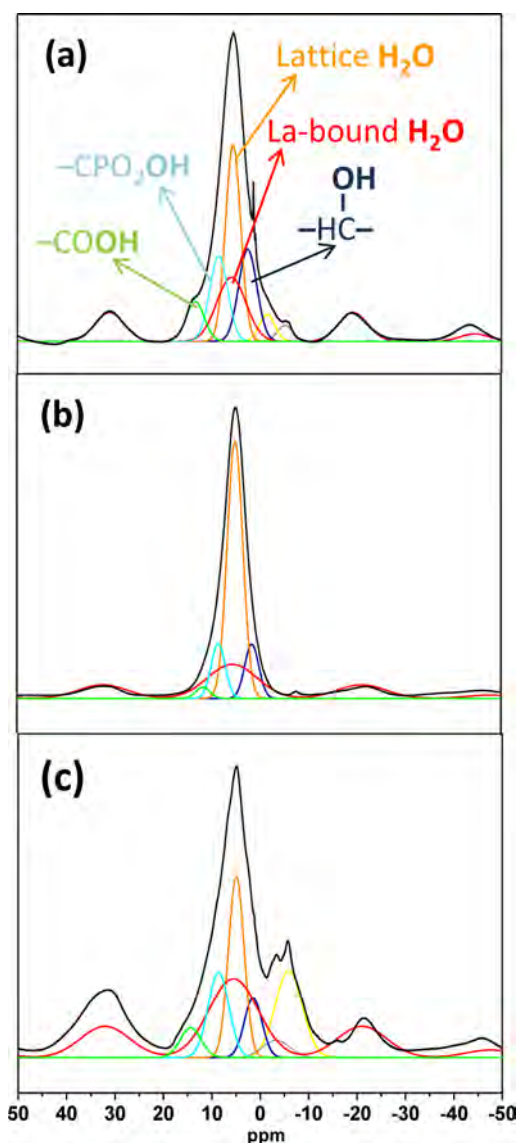 (a)
Lattice H₂O
La-bound H₂O
–CPO₂OH
OH
–HC–
–COOH
(b)
(c)
50 40 30 20 10 0 -10 -20 -30 -40 -50
ppm